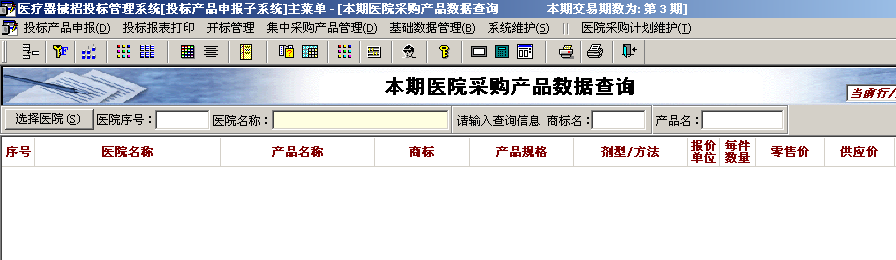 医疗器械招投标管理系统[投标产品申报子系统]主菜单 - [本期医院采购产品数据查询 本期交易期数为: 第 3 期]
投标产品申报(D) 投标报表打印 开标管理 集中采购产品管理(D) 基础数据管理(B) 系统维护(S) || 医院采购计划维护(T)
本期医院采购产品数据查询
当前行/
选择医院(S) 医院序号： 医院名称： 请输入查询信息 商标名： 产品名：
序号 医院名称 产品名称 商标 产品规格 剂型/方法 报价单位 每件数量 零售价 供应价